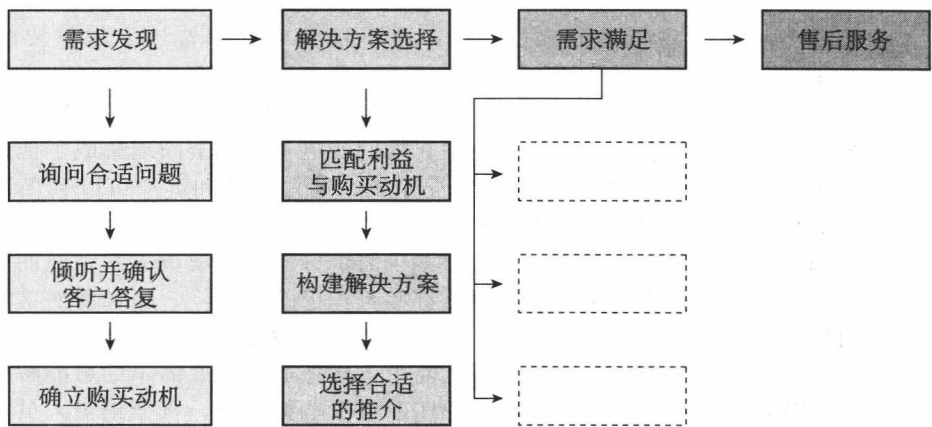 需求发现
解决方案选择
需求满足
售后服务
询问合适问题
匹配利益
与购买动机
倾听并确认
客户答复
构建解决方案
确立购买动机
选择合适
的推介